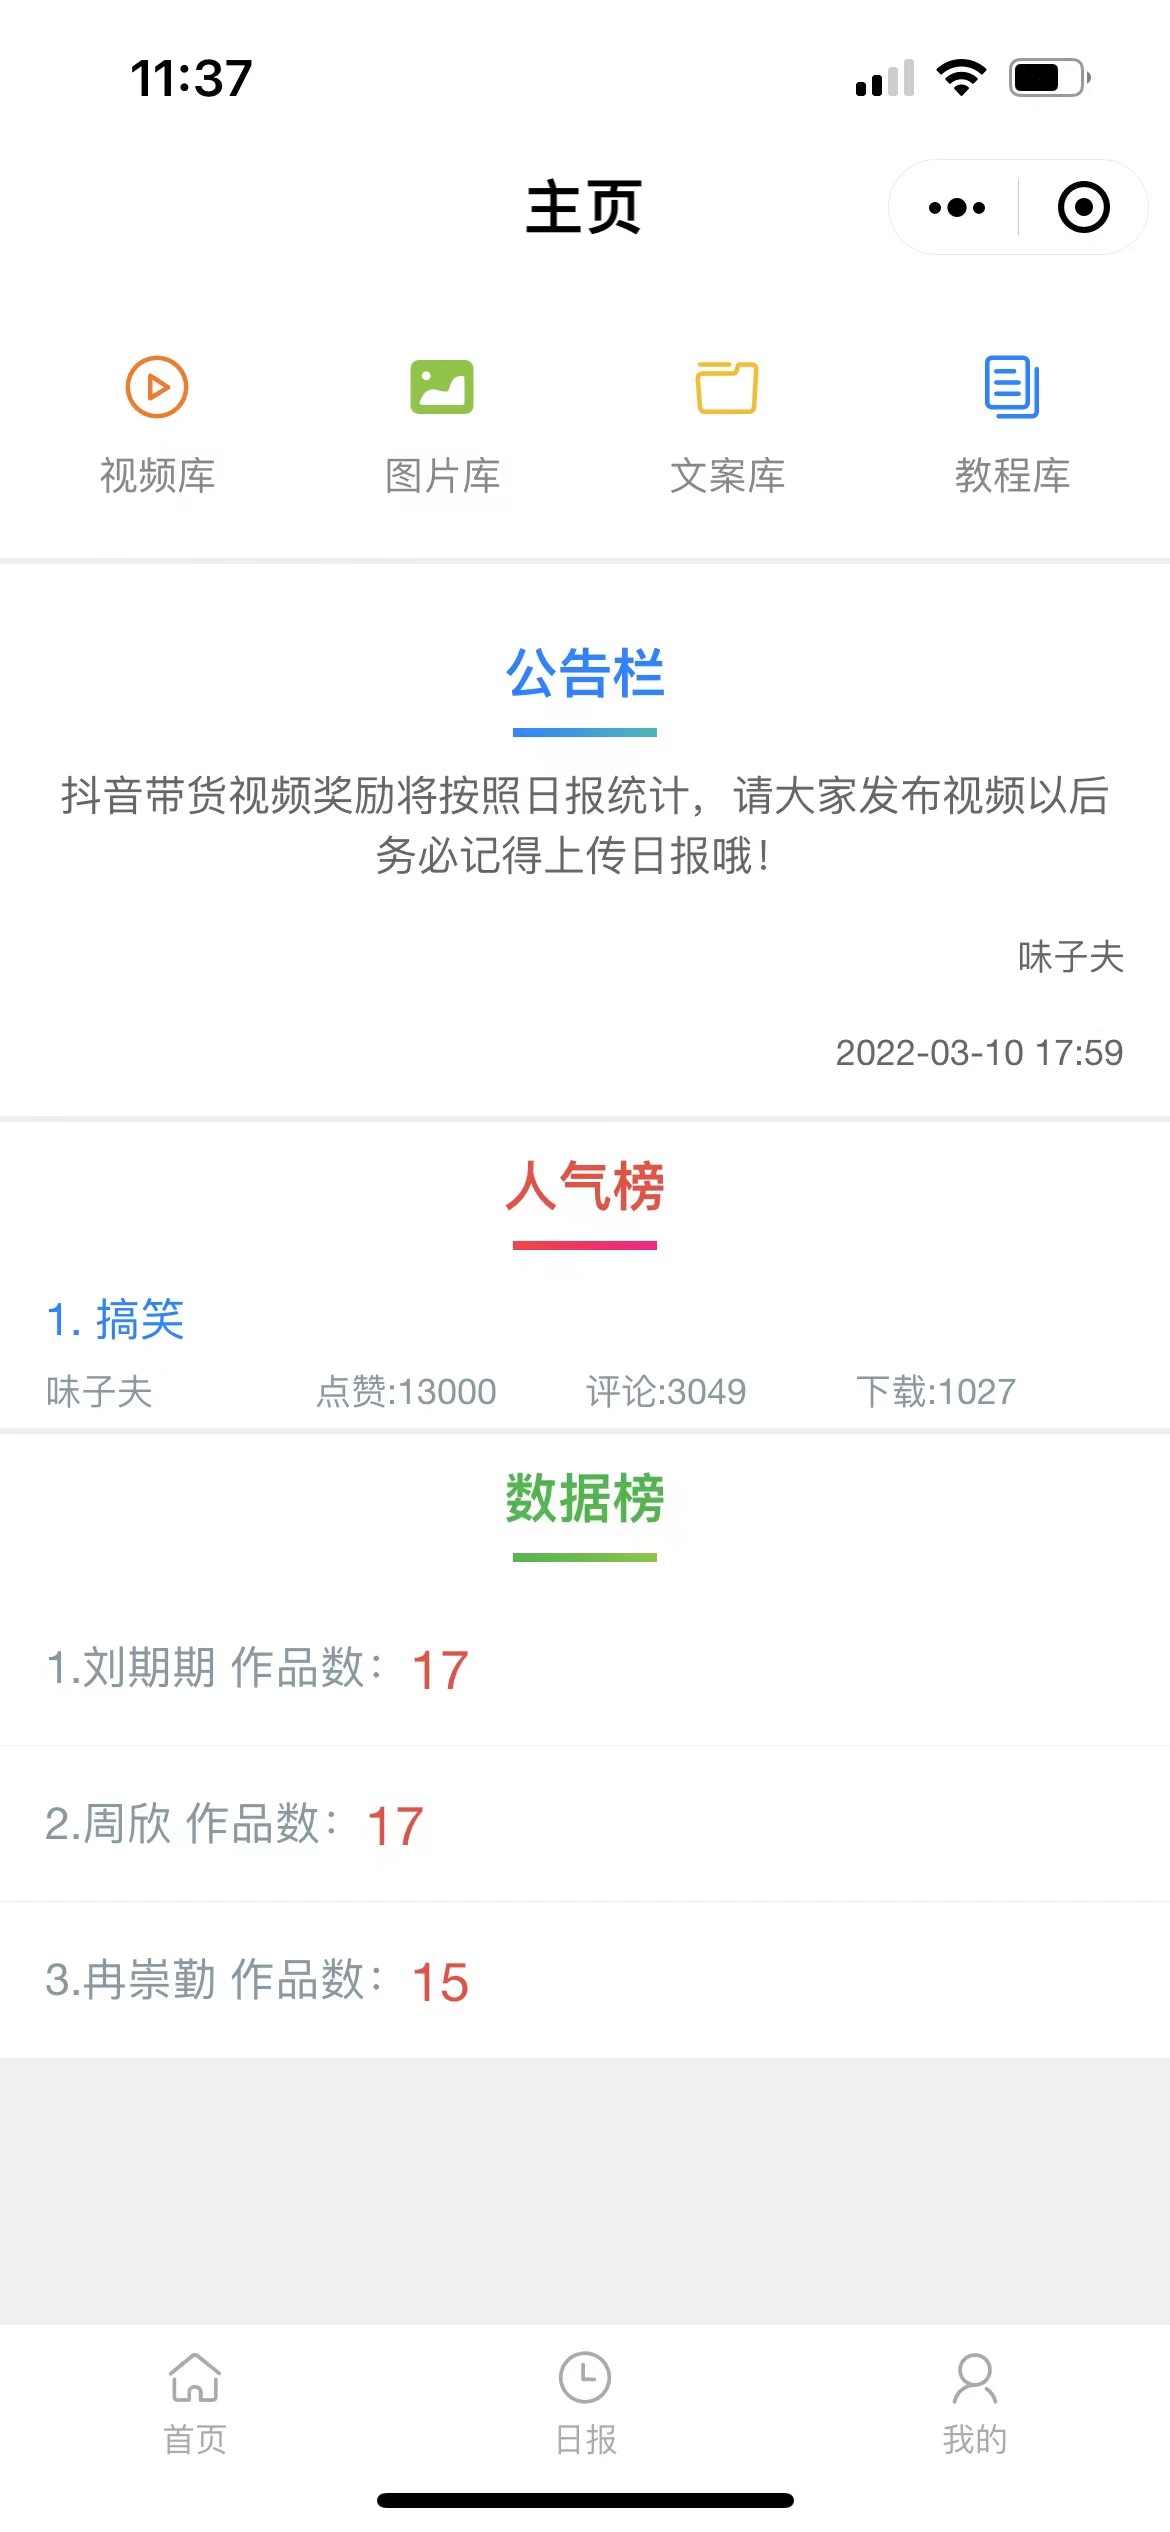 11:37
主页
视频库 图片库 文案库 教程库
公告栏
抖音带货视频奖励将按照日报统计，请大家发布视频以后
务必记得上传日报哦！
味子夫
2022-03-10 17:59
人气榜
1. 搞笑
味子夫 点赞:13000 评论:3049 下载:1027
数据榜
1.刘期期 作品数：17
2.周欣 作品数：17
3.冉崇勤 作品数：15
首页 日报 我的